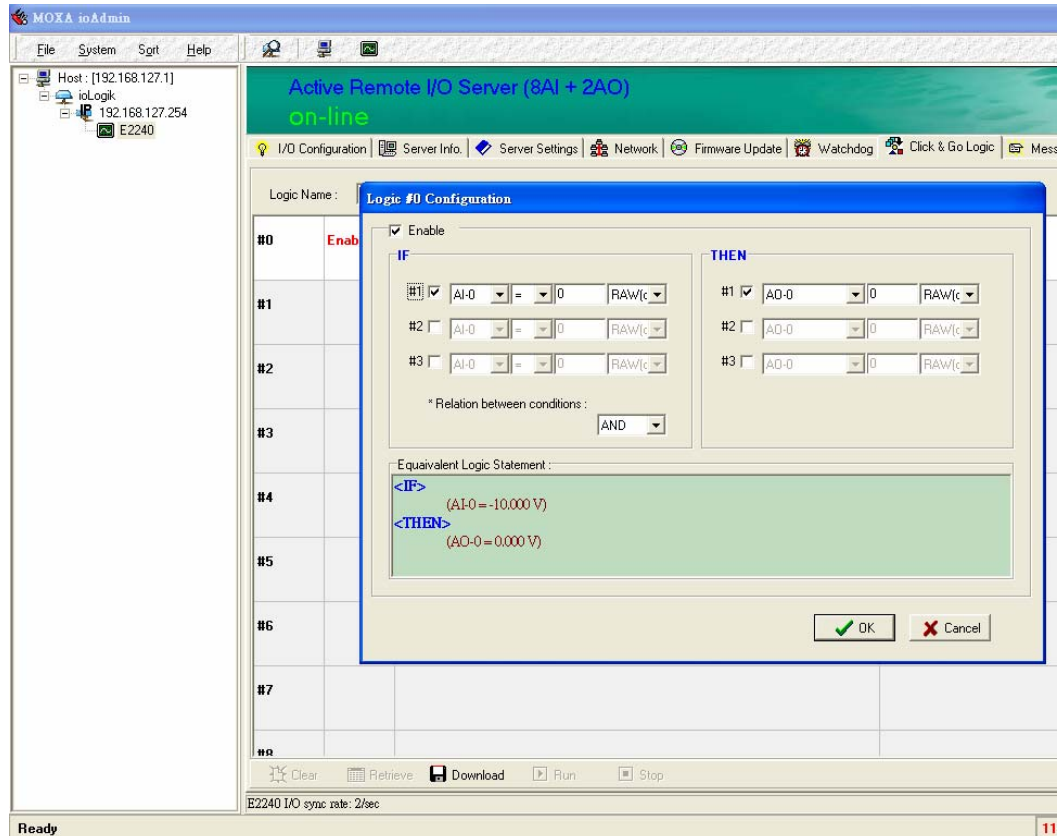 MOXA ioAdmin
File System Sort Help
Host : [192.168.127.1]
ioLogik
192.168.127.254
E2240
Active Remote I/O Server (8AI + 2AO)
on-line
I/O Configuration Server Info. Server Settings Network Firmware Update Watchdog Click & Go Logic Mess
Logic Name :
#0 Enab
#1
#2
#3
#4
#5
#6
#7
#8
Logic #0 Configuration
Enable
IF
#1 AI-0 = 0 RAW(c
#2 AI-0 = 0 RAW(c
#3 AI-0 = 0 RAW(c
* Relation between conditions :
AND
THEN
#1 AO-0 0 RAW(c
#2 AO-0 0 RAW(c
#3 AO-0 0 RAW(c
Equaivalent Logic Statement :
<IF>
(AI-0 = -10.000 V)
<THEN>
(AO-0 = 0.000 V)
OK Cancel
Clear Retrieve Download Run Stop
E2240 I/O sync rate: 2/sec
Ready 11